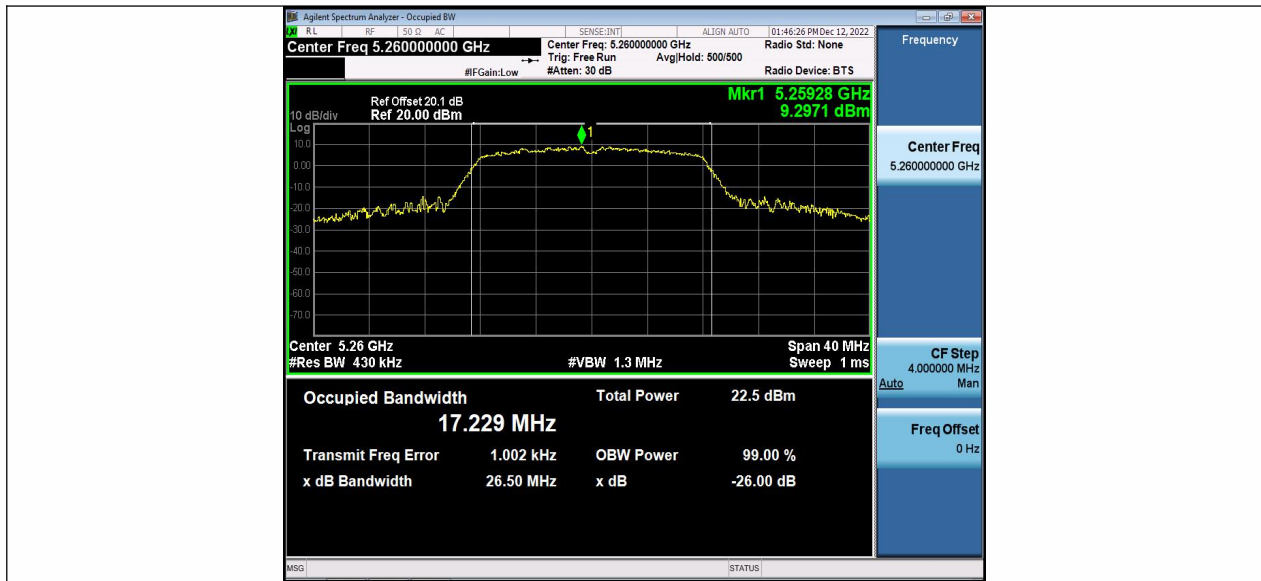 Agilent Spectrum Analyzer - Occupied BW
RL RF 50 Ω AC SENSE:INT ALIGN AUTO 01:46:26 PM Dec 12, 2022
Center Freq 5.260000000 GHz
Center Freq: 5.260000000 GHz Radio Std: None
Trig: Free Run Avg|Hold: 500/500
#IFGain:Low #Atten: 30 dB Radio Device: BTS
Frequency
Mkr1 5.25928 GHz
9.2971 dBm
Ref Offset 20.1 dB
10 dB/div Ref 20.00 dBm
Log
1
10.0
0.00
-10.0
-20.0
-30.0
-40.0
-50.0
-60.0
-70.0
Center 5.26 GHz Span 40 MHz
#Res BW 430 kHz #VBW 1.3 MHz Sweep 1 ms
Center Freq
5.260000000 GHz
CF Step
4.000000 MHz
Auto Man
Freq Offset
0 Hz
Occupied Bandwidth Total Power 22.5 dBm
17.229 MHz
Transmit Freq Error 1.002 kHz OBW Power 99.00 %
x dB Bandwidth 26.50 MHz x dB -26.00 dB
MSG STATUS